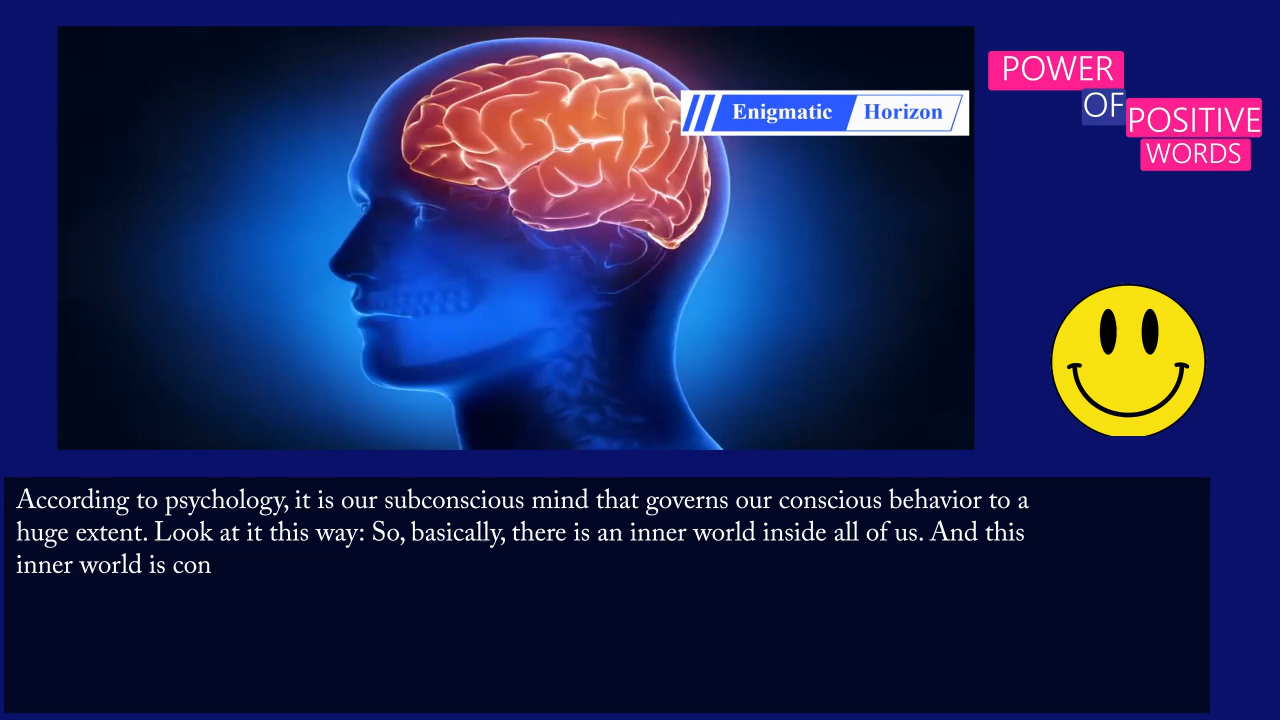 Enigmatic Horizon
POWER
OF
POSITIVE
WORDS
According to psychology, it is our subconscious mind that governs our conscious behavior to a
huge extent. Look at it this way: So, basically, there is an inner world inside all of us. And this
inner world is con